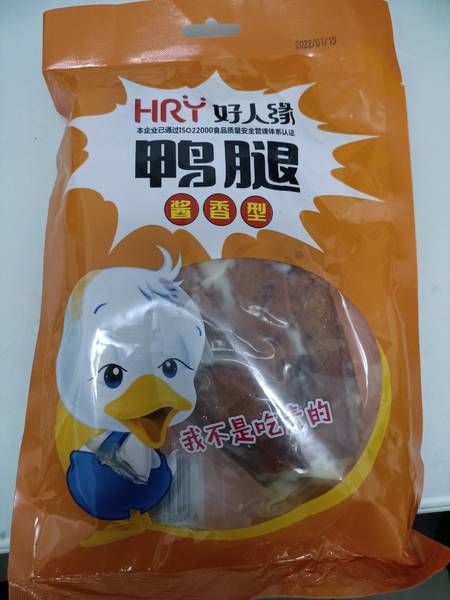 2022/01/15
HRY 好人缘
本企业已通过ISO22000食品质量安全管理体系认证
鸭腿
酱香型
我不是吃素的